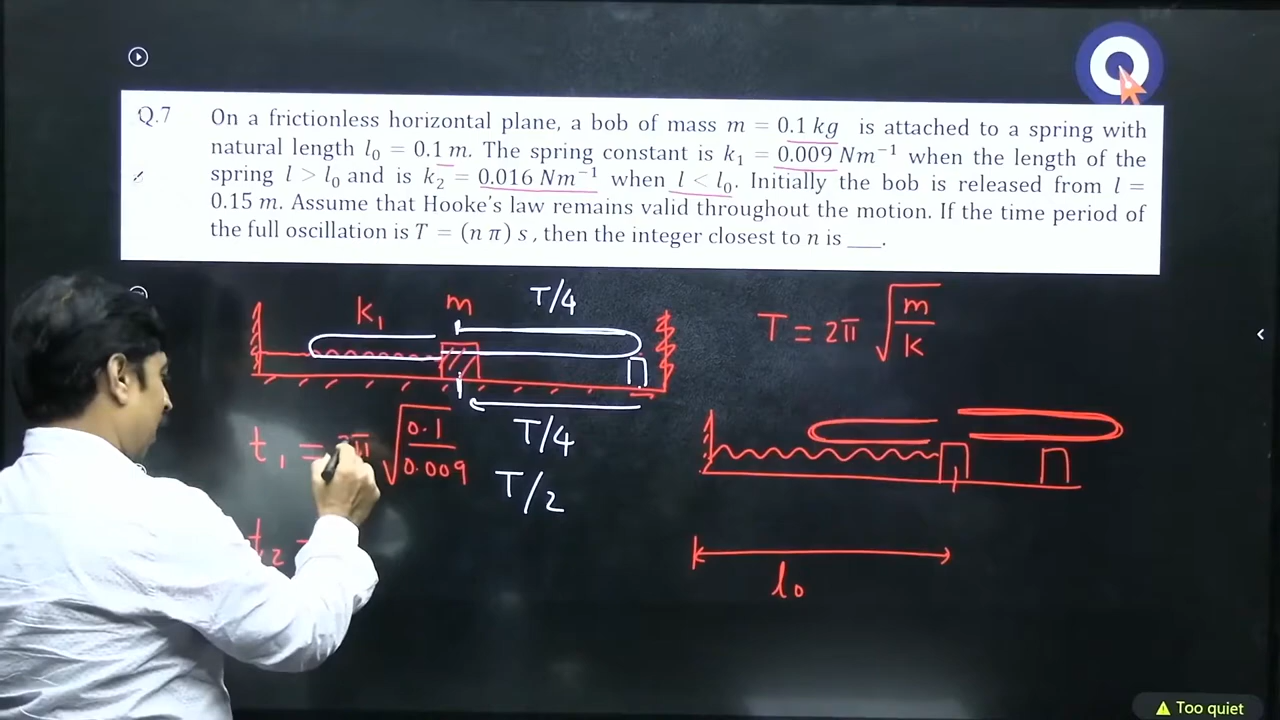 Q.7 On a frictionless horizontal plane, a bob of mass m = 0.1 kg is attached to a spring with
natural length l₀ = 0.1 m. The spring constant is k₁ = 0.009 Nm⁻¹ when the length of the
spring l > l₀ and is k₂ = 0.016 Nm⁻¹ when l < l₀. Initially the bob is released from l =
0.15 m. Assume that Hooke's law remains valid throughout the motion. If the time period of
the full oscillation is T = (n π) s, then the integer closest to n is ___.
k₁ m T/4
T = 2π √(m/k)
t₁ = π √(0.1/0.009) T/4
T/2
t₂
l₀
Too quiet